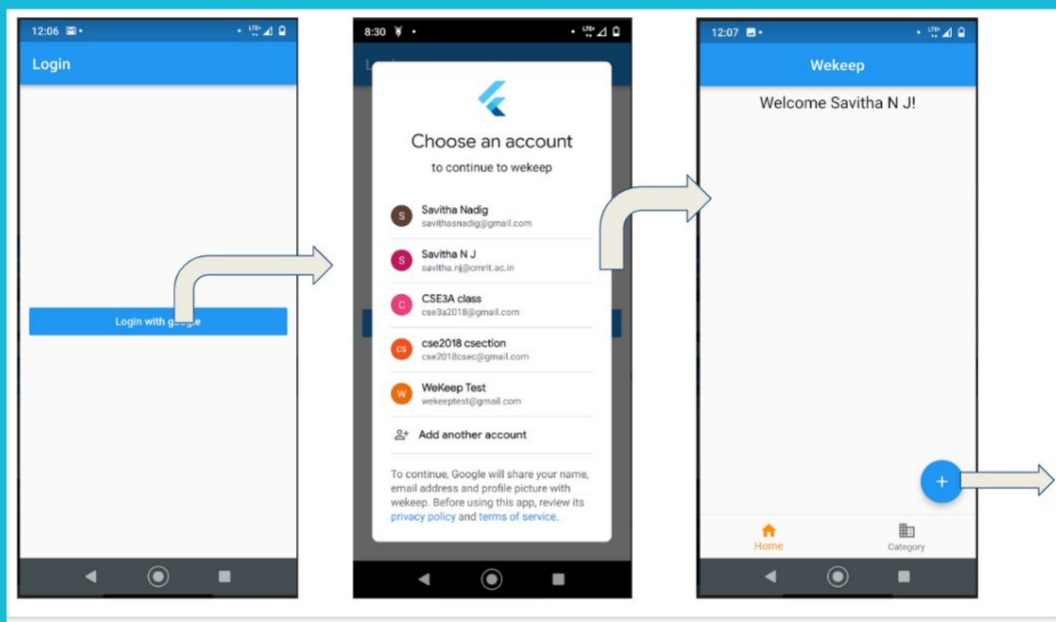 12:06
Login
Login with google
8:30
Choose an account
to continue to wekeep
S
Savitha Nadig
savithasnadig@gmail.com
S
Savitha N J
savitha.nj@cmrit.ac.in
C
CSE3A class
cse3a2018@gmail.com
cs
cse2018 csection
cse2018csec@gmail.com
W
WeKeep Test
wekeeptest@gmail.com
Add another account
To continue, Google will share your name,
email address and profile picture with
wekeep. Before using this app, review its
privacy policy and terms of service.
12:07
Wekeep
Welcome Savitha N J!
+
Home
Category